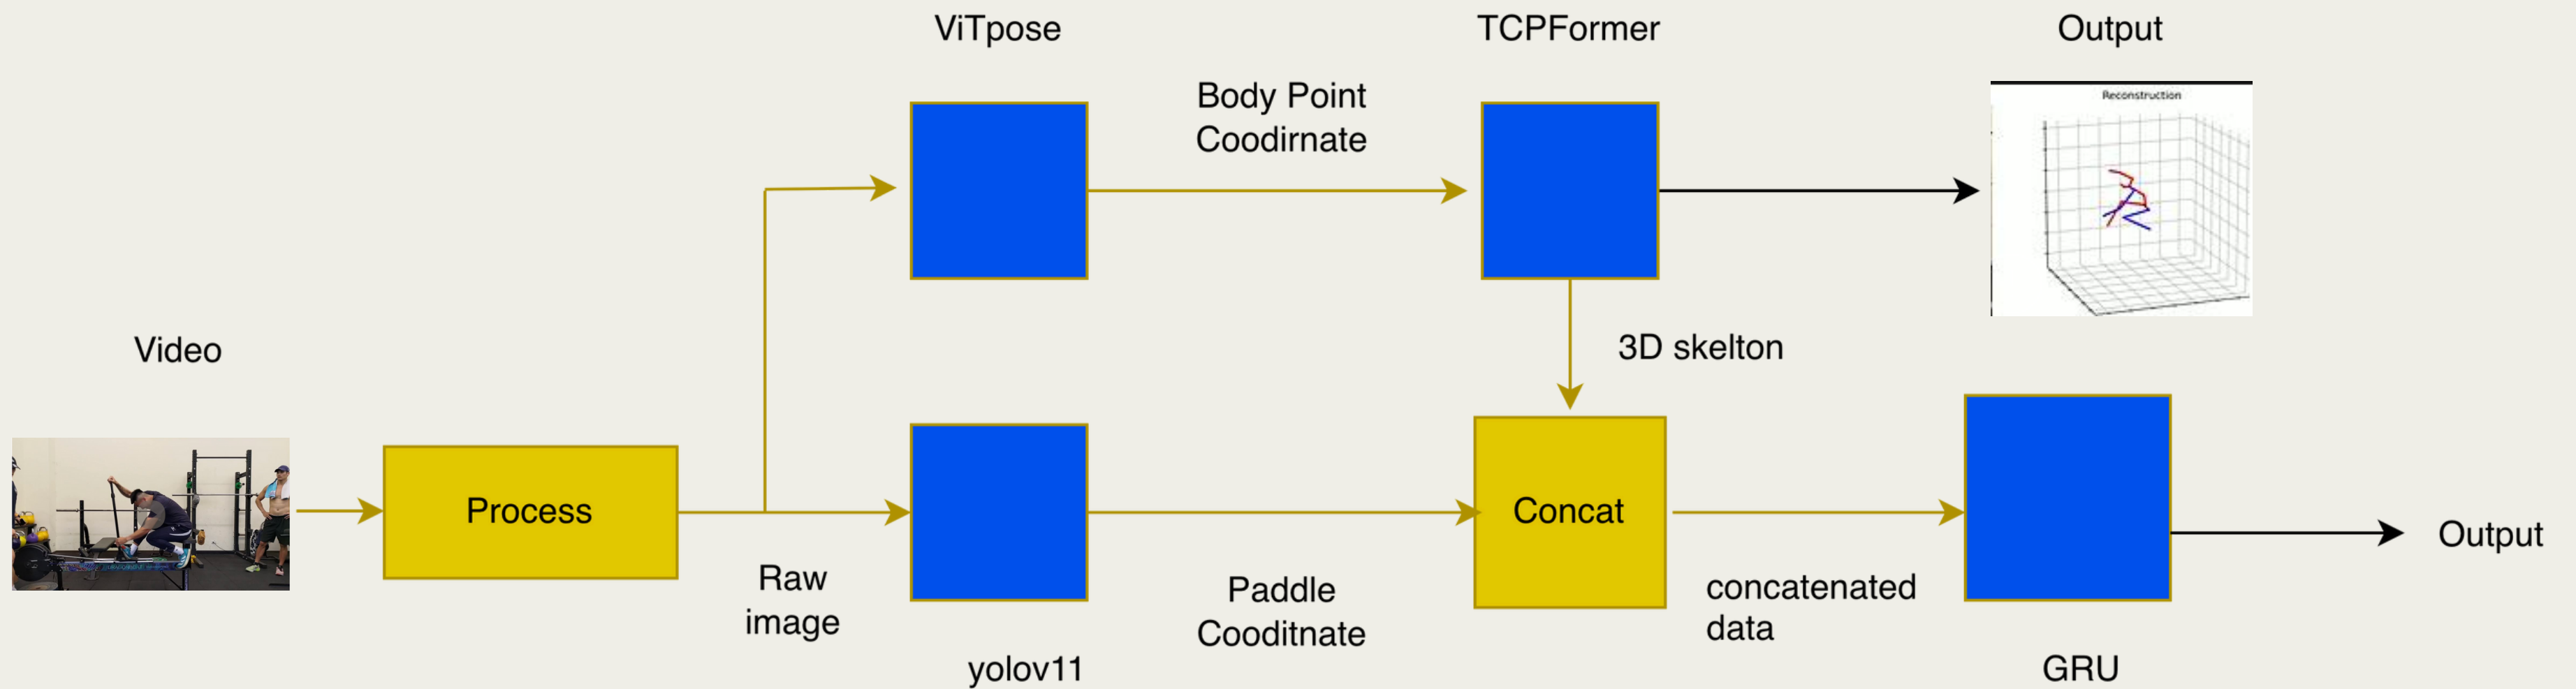 ViTpose
TCPFormer
Output
Body Point
Coodirnate
Reconstruction
Video
3D skelton
Process
Concat
Raw
image
Paddle
Cooditnate
concatenated
data
Output
yolov11
GRU